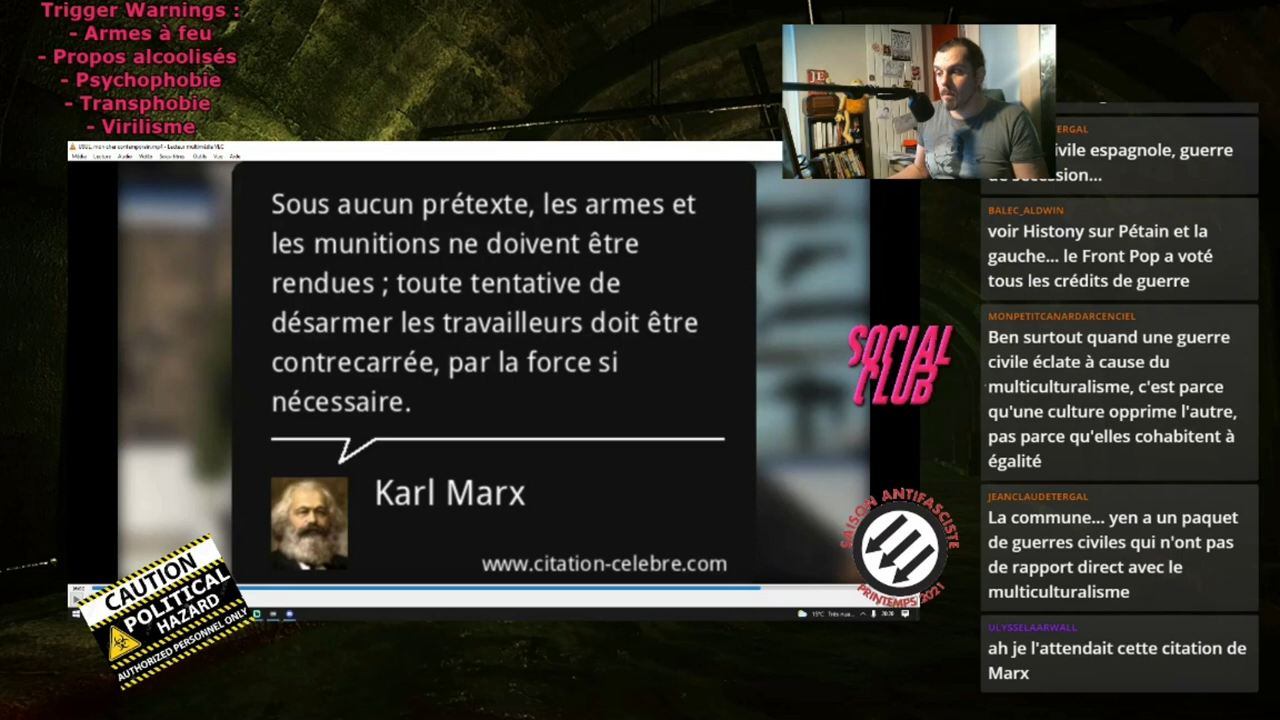 Trigger Warnings :
- Armes à feu
- Propos alcoolisés
- Psychophobie
- Transphobie
- Virilisme
Sous aucun prétexte, les armes et
les munitions ne doivent être
rendues ; toute tentative de
désarmer les travailleurs doit être
contrecarrée, par la force si
nécessaire.
Karl Marx
www.citation-celebre.com
CAUTION
POLITICAL
HAZARD
AUTHORIZED PERSONNEL ONLY
SOCIAL
CLUB
SAISON ANTIFASCISTE
PRINTEMPS 2021
espagnole, guerre
BALEC_ALDWIN
voir Histony sur Pétain et la
gauche... le Front Pop a voté
tous les crédits de guerre
MONPETITCANARDARCENCIEL
Ben surtout quand une guerre
civile éclate à cause du
multiculturalisme, c'est parce
qu'une culture opprime l'autre,
pas parce qu'elles cohabitent à
égalité
JEANCLAUDETERGAL
La commune... yen a un paquet
de guerres civiles qui n'ont pas
de rapport direct avec le
multiculturalisme
ULYSSELAARWALL
ah je l'attendait cette citation de
Marx